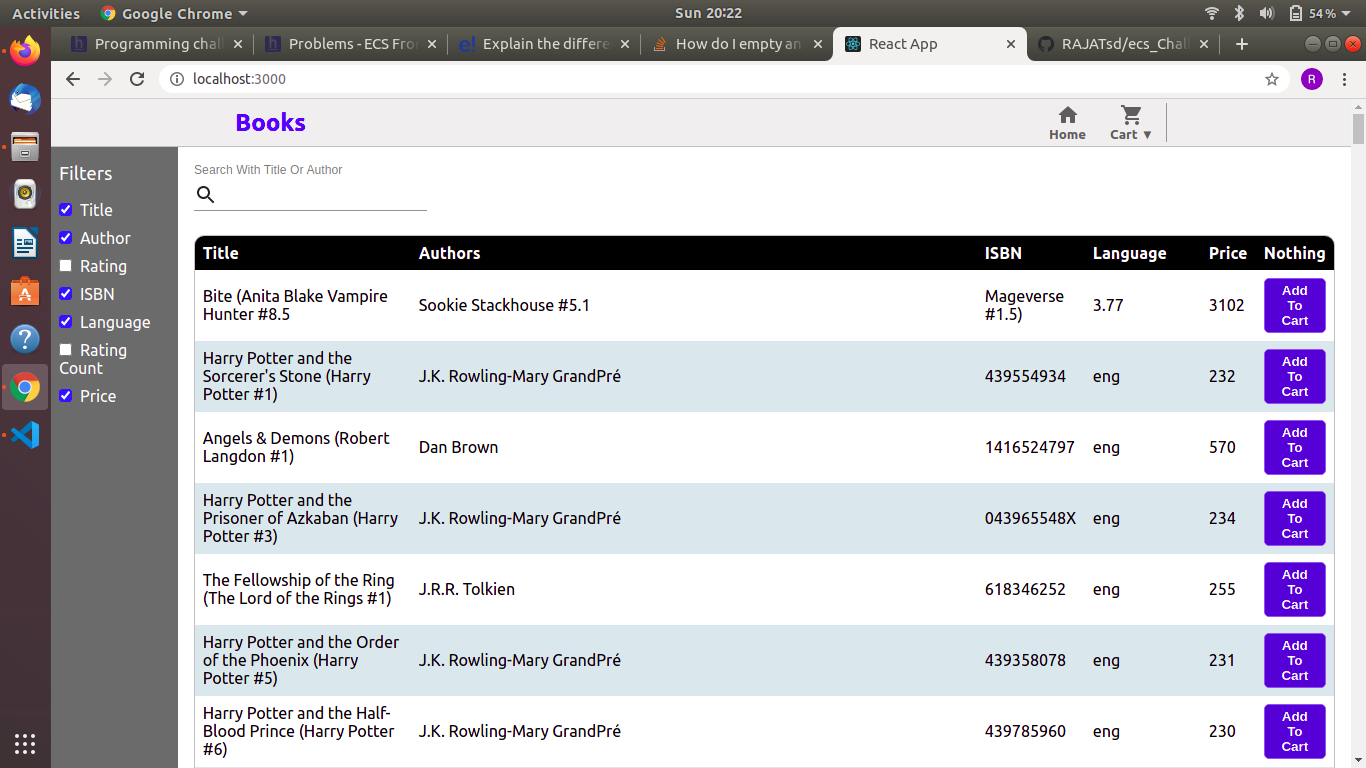 Activities Google Chrome Sun 20:22 54%
Programming chal Problems - ECS Fro Explain the differe How do I empty an React App RAJATsd/ecs_Chall
localhost:3000 R
Books Home Cart ▼
Filters
Title
Author
Rating
ISBN
Language
Rating
Count
Price
Search With Title Or Author
Title Authors ISBN Language Price Nothing
Bite (Anita Blake Vampire
Hunter #8.5
Sookie Stackhouse #5.1
Mageverse
#1.5)
3.77
3102
Add
To
Cart
Harry Potter and the
Sorcerer's Stone (Harry
Potter #1)
J.K. Rowling-Mary GrandPré
439554934
eng
232
Add
To
Cart
Angels & Demons (Robert
Langdon #1)
Dan Brown
1416524797
eng
570
Add
To
Cart
Harry Potter and the
Prisoner of Azkaban (Harry
Potter #3)
J.K. Rowling-Mary GrandPré
043965548X
eng
234
Add
To
Cart
The Fellowship of the Ring
(The Lord of the Rings #1)
J.R.R. Tolkien
618346252
eng
255
Add
To
Cart
Harry Potter and the Order
of the Phoenix (Harry
Potter #5)
J.K. Rowling-Mary GrandPré
439358078
eng
231
Add
To
Cart
Harry Potter and the Half-
Blood Prince (Harry Potter
#6)
J.K. Rowling-Mary GrandPré
439785960
eng
230
Add
To
Cart